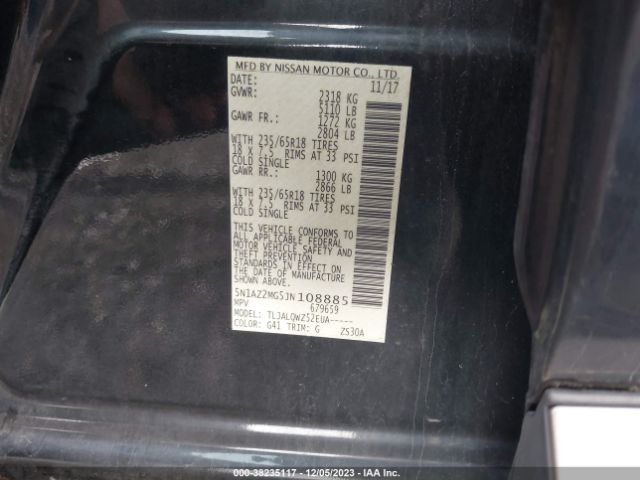 MFD BY NISSAN MOTOR CO., LTD.
DATE: 11/17
GVWR: 2318 KG
5110 LB
GAWR FR.: 1272 KG
2804 LB
WITH 235/65R18 TIRES
18 X 7.5 RIMS AT 33 PSI
COLD SINGLE
GAWR RR.: 1300 KG
2866 LB
WITH 235/65R18 TIRES
18 X 7.5 RIMS AT 33 PSI
COLD SINGLE
THIS VEHICLE CONFORMS TO
ALL APPLICABLE FEDERAL
MOTOR VEHICLE SAFETY AND
THEFT PREVENTION
STANDARDS IN EFFECT ON
THE DATE OF MANUFACTURE
SHOWN ABOVE.
5N1AZ2MG5JN108885
MPV 679659
MODEL: TLJALQWZ52EUA-----
COLOR: G41 TRIM: G ZS30A
000-38235117 - 12/05/2023 - IAA Inc.